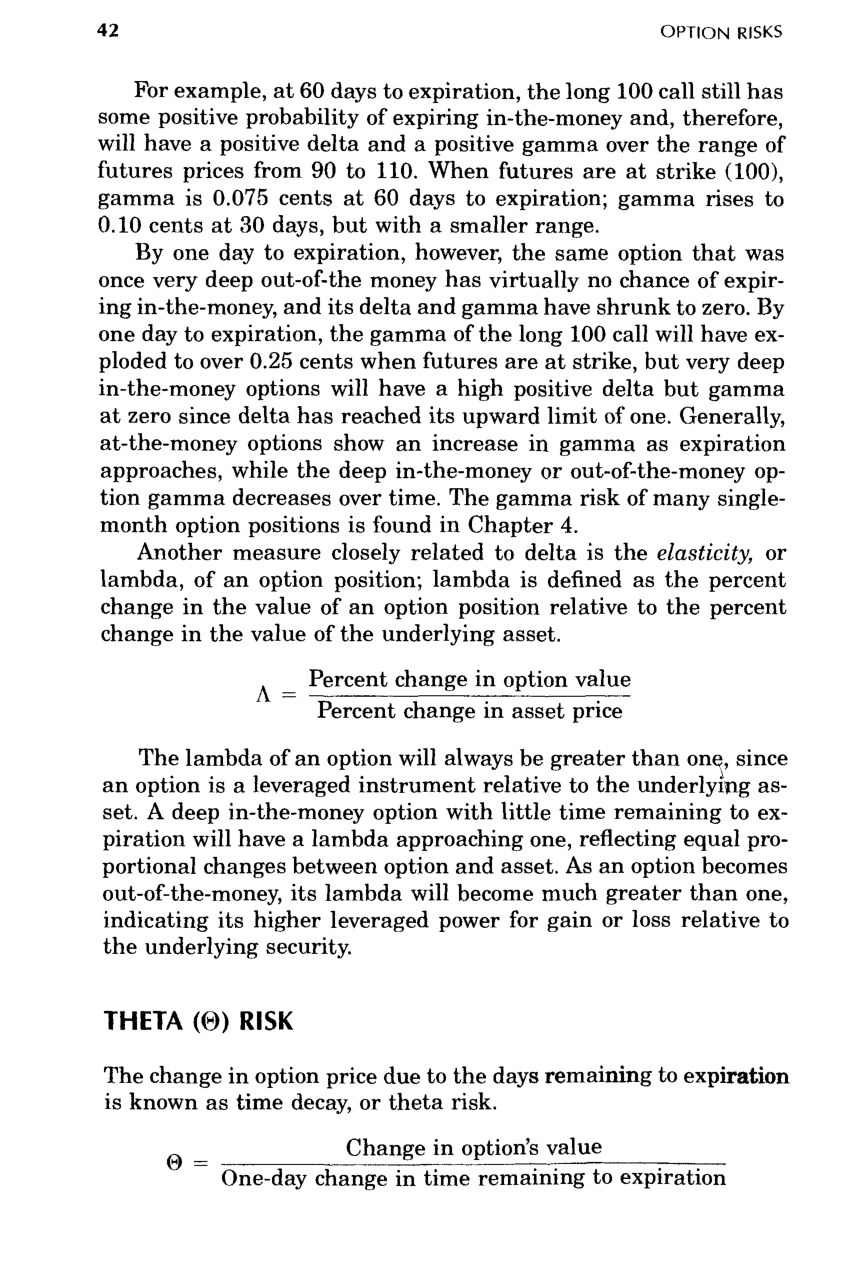 42 OPTION RISKS
For example, at 60 days to expiration, the long 100 call still has
some positive probability of expiring in-the-money and, therefore,
will have a positive delta and a positive gamma over the range of
futures prices from 90 to 110. When futures are at strike (100),
gamma is 0.075 cents at 60 days to expiration; gamma rises to
0.10 cents at 30 days, but with a smaller range.
By one day to expiration, however, the same option that was
once very deep out-of-the money has virtually no chance of expir-
ing in-the-money, and its delta and gamma have shrunk to zero. By
one day to expiration, the gamma of the long 100 call will have ex-
ploded to over 0.25 cents when futures are at strike, but very deep
in-the-money options will have a high positive delta but gamma
at zero since delta has reached its upward limit of one. Generally,
at-the-money options show an increase in gamma as expiration
approaches, while the deep in-the-money or out-of-the-money op-
tion gamma decreases over time. The gamma risk of many single-
month option positions is found in Chapter 4.
Another measure closely related to delta is the elasticity, or
lambda, of an option position; lambda is defined as the percent
change in the value of an option position relative to the percent
change in the value of the underlying asset.
Λ = Percent change in option value
Percent change in asset price
The lambda of an option will always be greater than one, since
an option is a leveraged instrument relative to the underlying as-
set. A deep in-the-money option with little time remaining to ex-
piration will have a lambda approaching one, reflecting equal pro-
portional changes between option and asset. As an option becomes
out-of-the-money, its lambda will become much greater than one,
indicating its higher leveraged power for gain or loss relative to
the underlying security.
THETA (Θ) RISK
The change in option price due to the days remaining to expiration
is known as time decay, or theta risk.
Θ = Change in option's value
One-day change in time remaining to expiration